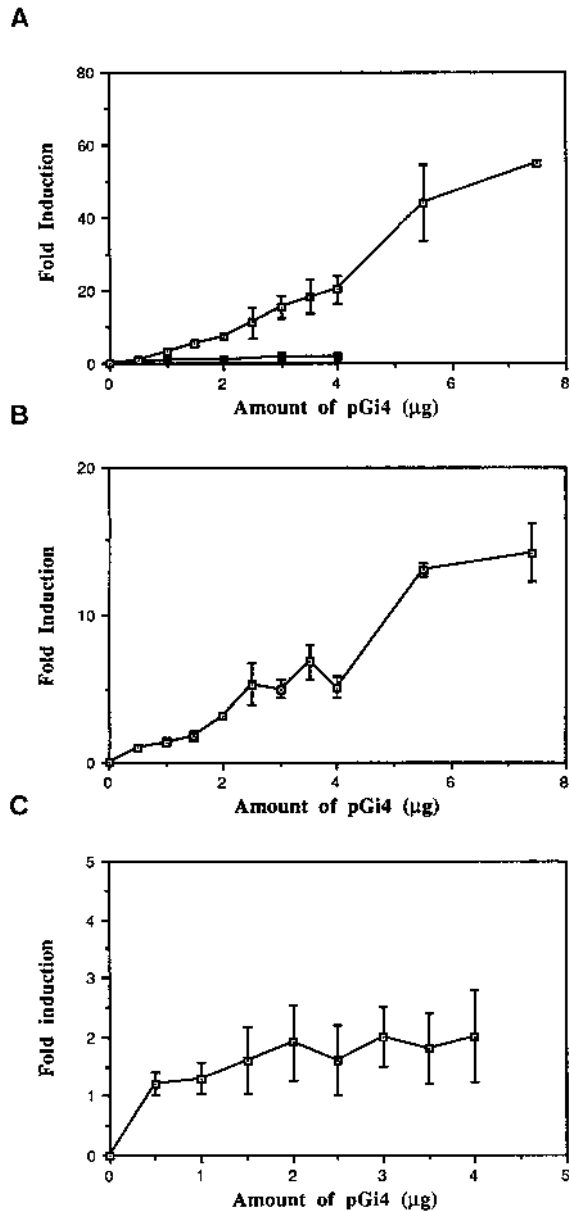 A
80
60
40
20
0
Fold Induction
0 2 4 6 8
Amount of pGi4 (μg)
B
20
10
0
Fold Induction
0 2 4 6 8
Amount of pGi4 (μg)
C
5
4
3
2
1
0
Fold induction
0 1 2 3 4 5
Amount of pGi4 (μg)